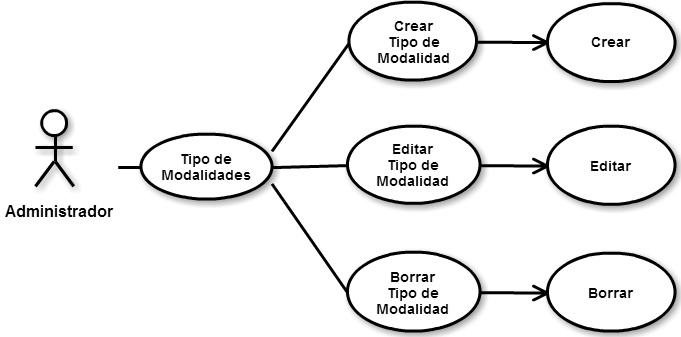 Crear
Tipo de
Modalidad
Crear
Tipo de
Modalidades
Editar
Tipo de
Modalidad
Editar
Administrador
Borrar
Tipo de
Modalidad
Borrar